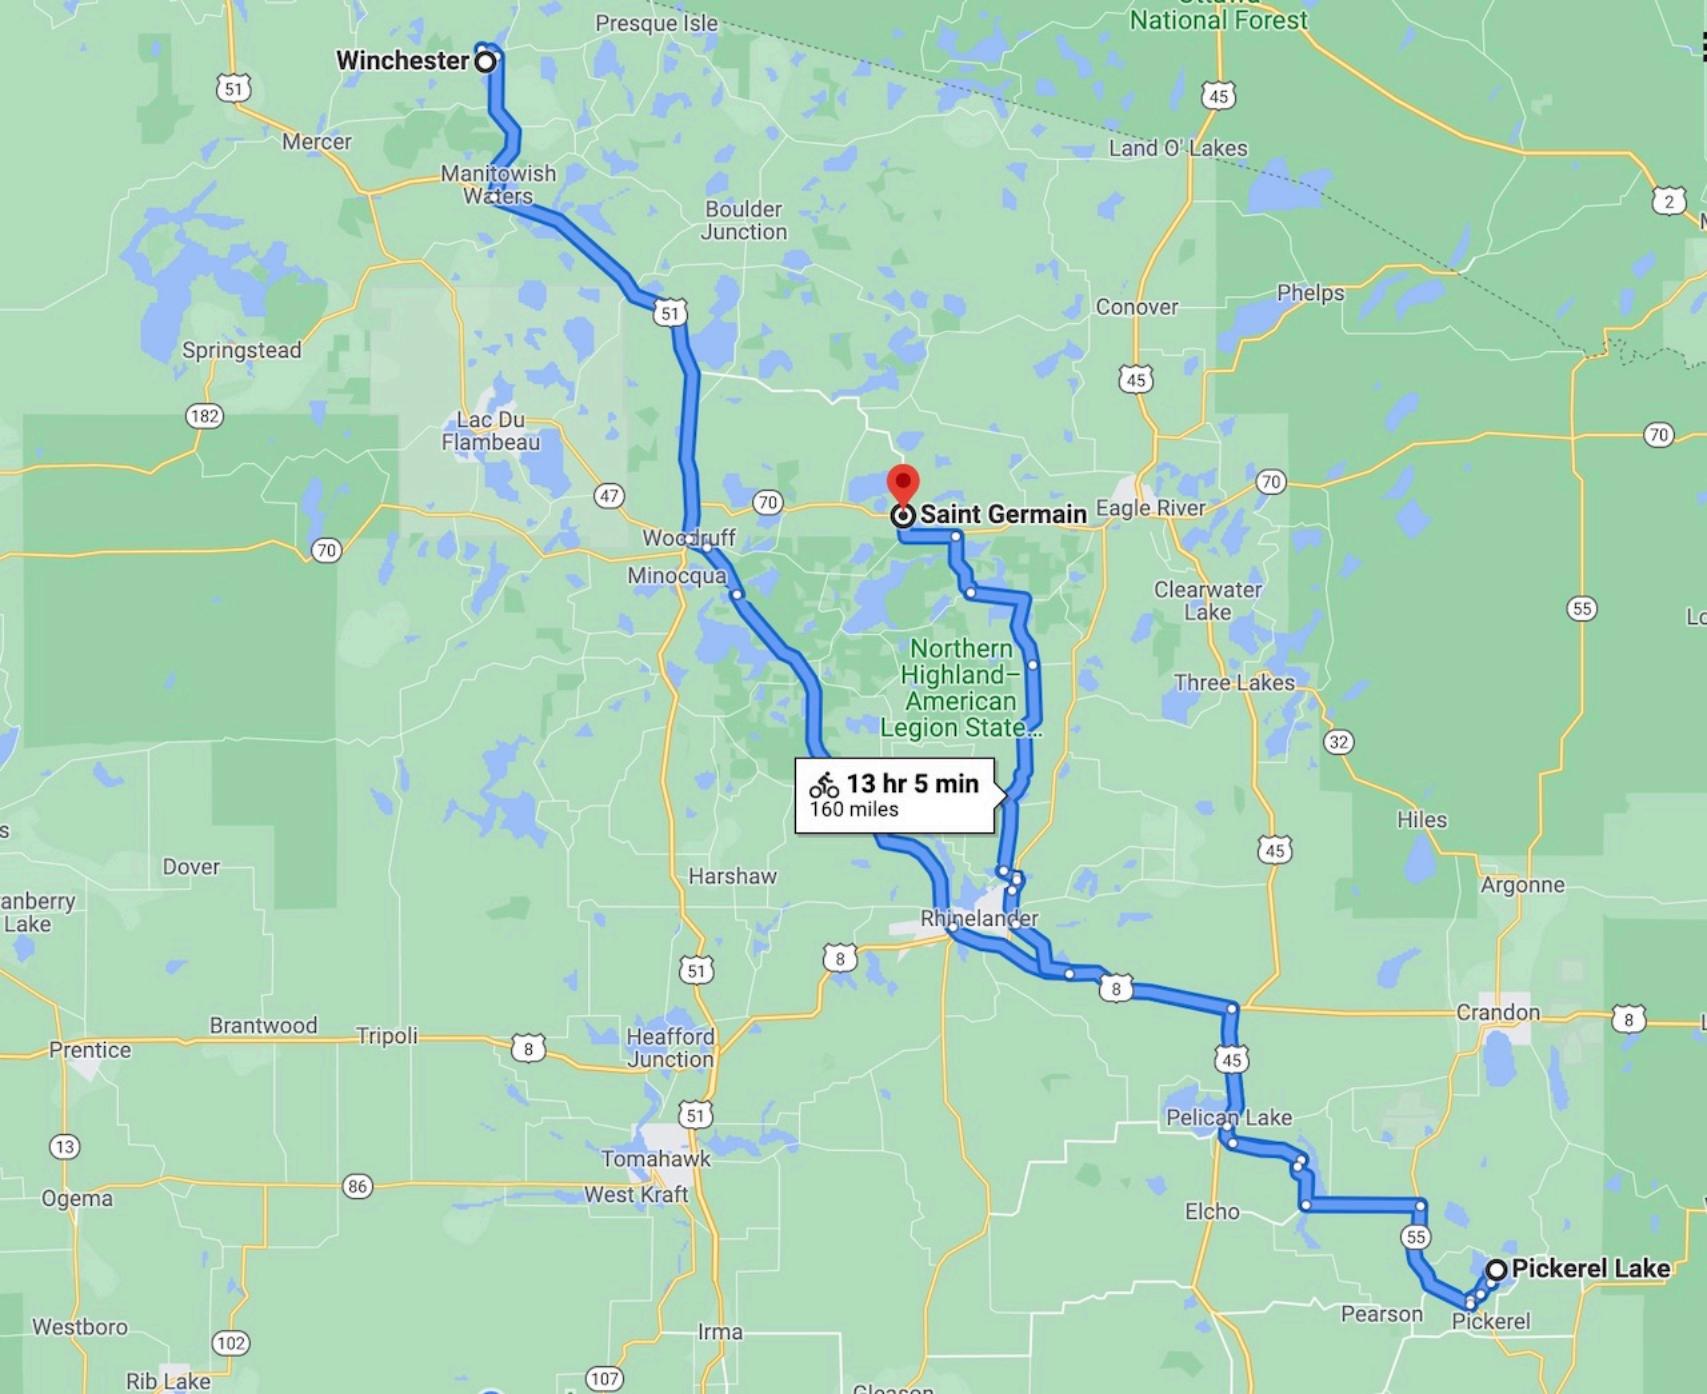 Ottawa
National Forest
Presque Isle
Winchester
51
45
Mercer
Land O' Lakes
Manitowish
Waters
2
Boulder
Junction
Phelps
Conover
51
Springstead
45
182
Lac Du
Flambeau
70
70
47
70
Eagle River
Saint Germain
Woodruff
70
Minocqua
Clearwater
Lake
55
Northern
Highland–
American
Legion State...
Three Lakes
32
13 hr 5 min
160 miles
Hiles
45
Dover
Harshaw
Argonne
anberry
Lake
Rhinelander
8
51
8
Crandon
8
Brantwood
Tripoli
Heafford
Junction
Prentice
8
45
51
Pelican Lake
13
Tomahawk
86
West Kraft
Ogema
Elcho
55
Pickerel Lake
Pearson
Pickerel
Westboro
Irma
102
Rib Lake
107
Gleason